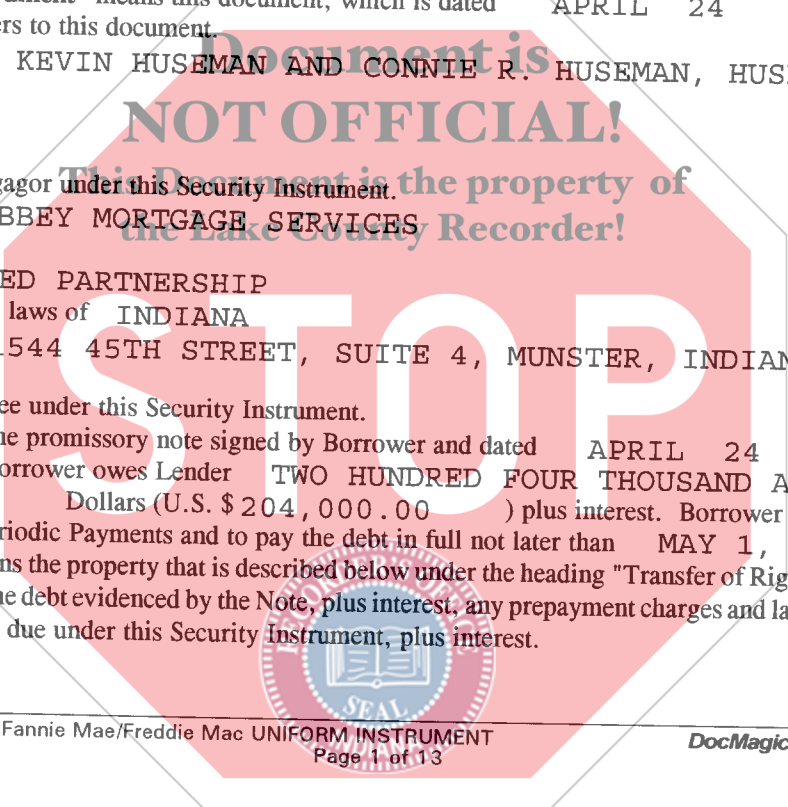 means this document, which is dated APRIL 24
ers to this document.
KEVIN HUSEMAN AND CONNIE R. HUSEMAN, HUS
Document is
NOT OFFICIAL!
This Document is the property of
the Lake County Recorder!
gagor under this Security Instrument.
BBEY MORTGAGE SERVICES
ED PARTNERSHIP
laws of INDIANA
1544 45TH STREET, SUITE 4, MUNSTER, INDIAN
STOP
ee under this Security Instrument.
he promissory note signed by Borrower and dated APRIL 24
orrower owes Lender TWO HUNDRED FOUR THOUSAND A
Dollars (U.S. $ 204,000.00 ) plus interest. Borrower
riodic Payments and to pay the debt in full not later than MAY 1,
ns the property that is described below under the heading "Transfer of Rig
he debt evidenced by the Note, plus interest, any prepayment charges and la
due under this Security Instrument, plus interest.
RECORDER'S OFFICE
SEAL
INDIANA
Fannie Mae/Freddie Mac UNIFORM INSTRUMENT
DocMagic
Page 1 of 13